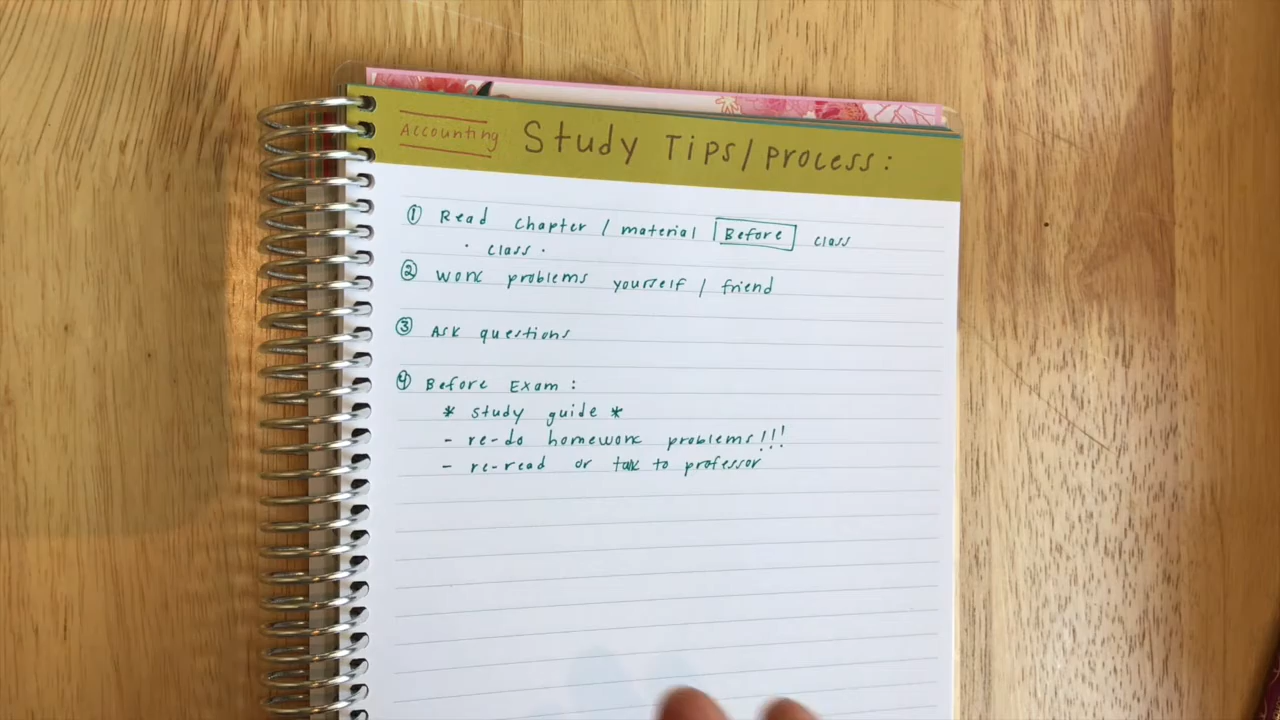 Accounting Study Tips/process:
① Read chapter / material Before class
· class ·
② work problems yourself / friend
③ Ask questions
④ Before Exam:
* study guide *
- re-do homework problems!!!
- re-read or talk to professor